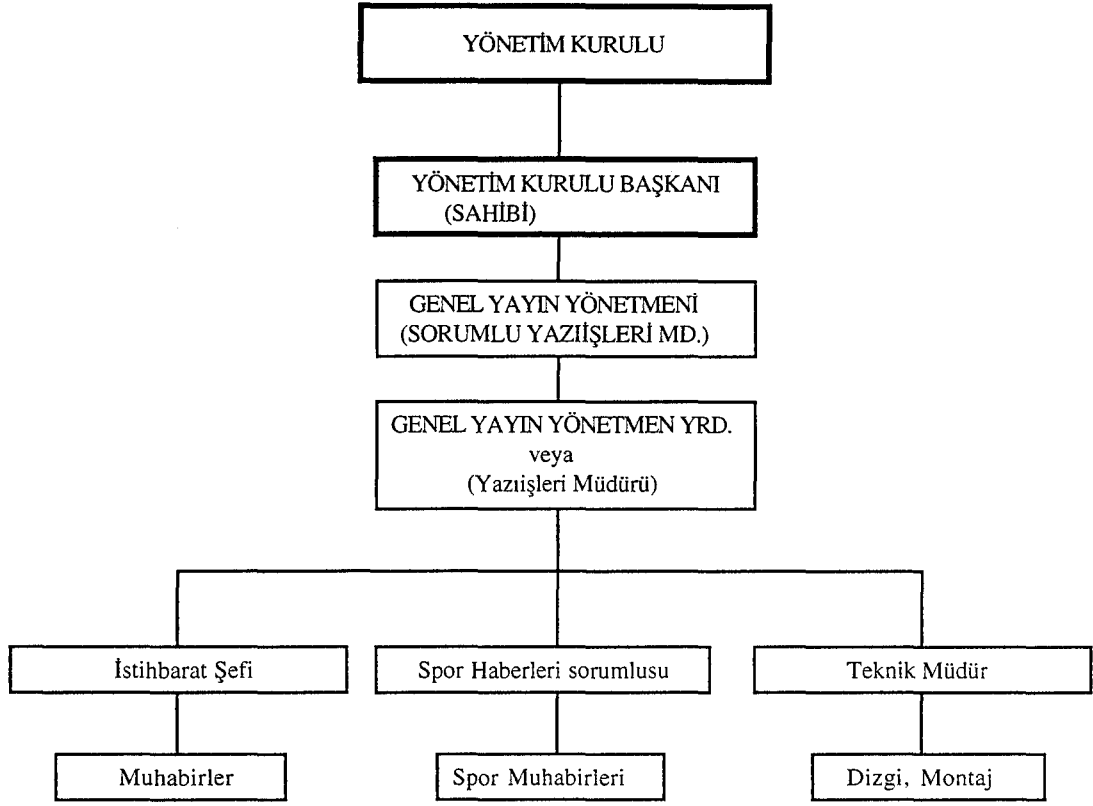 YÖNETİM KURULU
YÖNETİM KURULU BAŞKANI
(SAHİBİ)
GENEL YAYIN YÖNETMENİ
(SORUMLU YAZIİŞLERİ MD.)
GENEL YAYIN YÖNETMEN YRD.
veya
(Yazıişleri Müdürü)
İstihbarat Şefi
Spor Haberleri sorumlusu
Teknik Müdür
Muhabirler
Spor Muhabirleri
Dizgi, Montaj